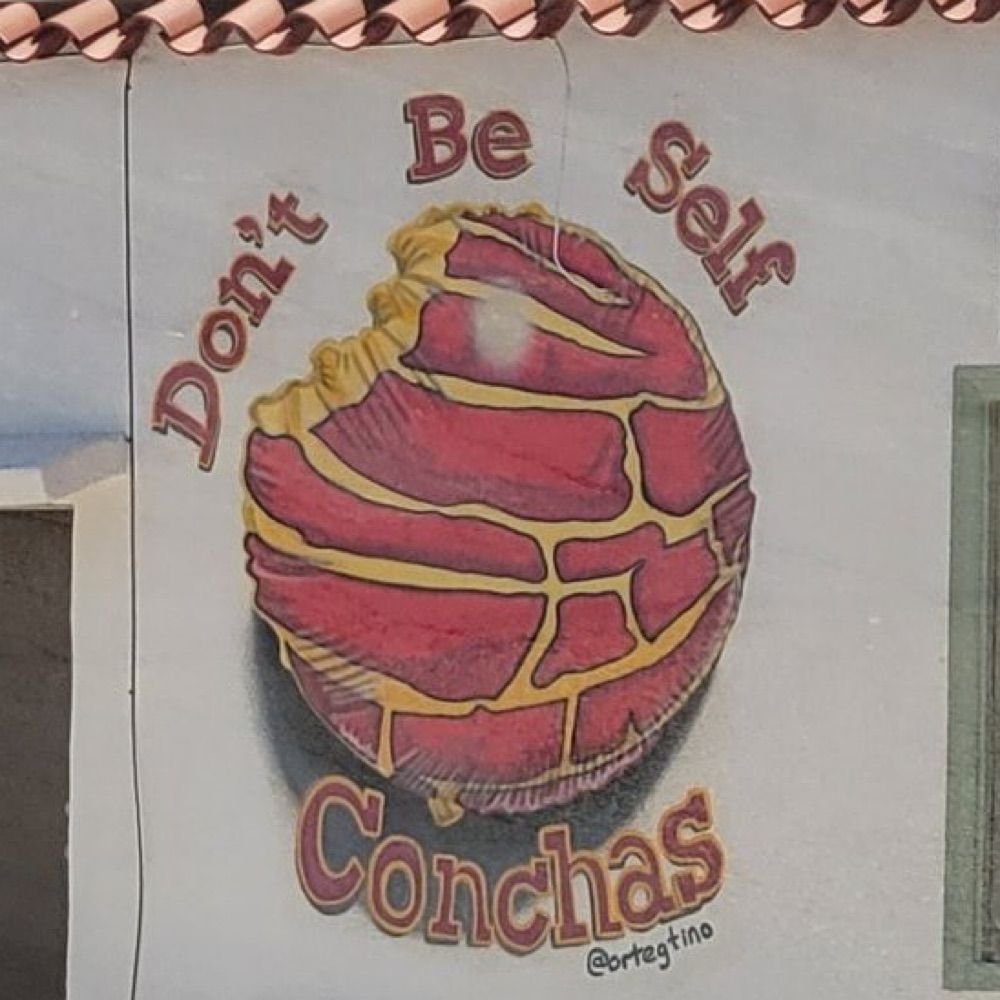 Don't Be Self
Conchas
@ortegtino